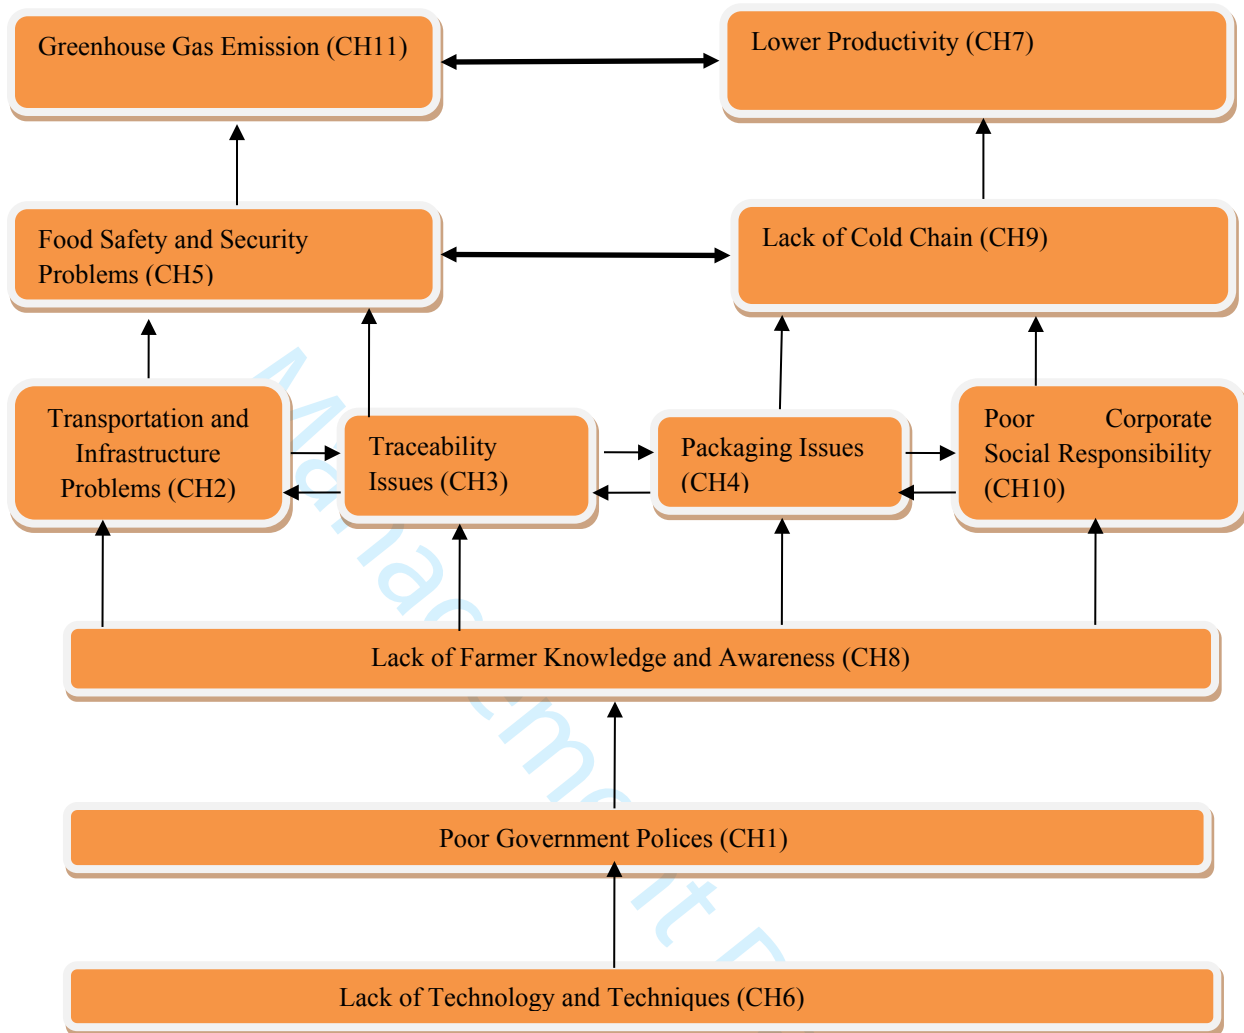 Greenhouse Gas Emission (CH11)
Lower Productivity (CH7)
Food Safety and Security
Problems (CH5)
Lack of Cold Chain (CH9)
Transportation and
Infrastructure
Problems (CH2)
Traceability
Issues (CH3)
Packaging Issues
(CH4)
Poor Corporate
Social Responsibility
(CH10)
Lack of Farmer Knowledge and Awareness (CH8)
Poor Government Polices (CH1)
Lack of Technology and Techniques (CH6)
Management